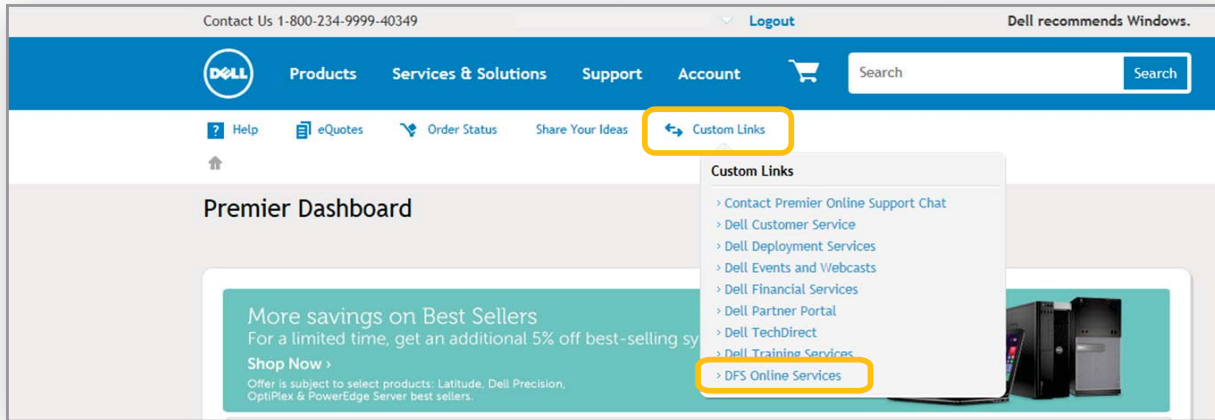 Contact Us 1-800-234-9999-40349 Logout Dell recommends Windows.
DELL Products Services & Solutions Support Account Search Search
? Help eQuotes Order Status Share Your Ideas Custom Links
Custom Links
› Contact Premier Online Support Chat
Premier Dashboard
› Dell Customer Service
› Dell Deployment Services
› Dell Events and Webcasts
› Dell Financial Services
› Dell Partner Portal
› Dell TechDirect
› Dell Training Services
› DFS Online Services
More savings on Best Sellers
For a limited time, get an additional 5% off best-selling sy
Shop Now ›
Offer is subject to select products: Latitude, Dell Precision,
OptiPlex & PowerEdge Server best sellers.